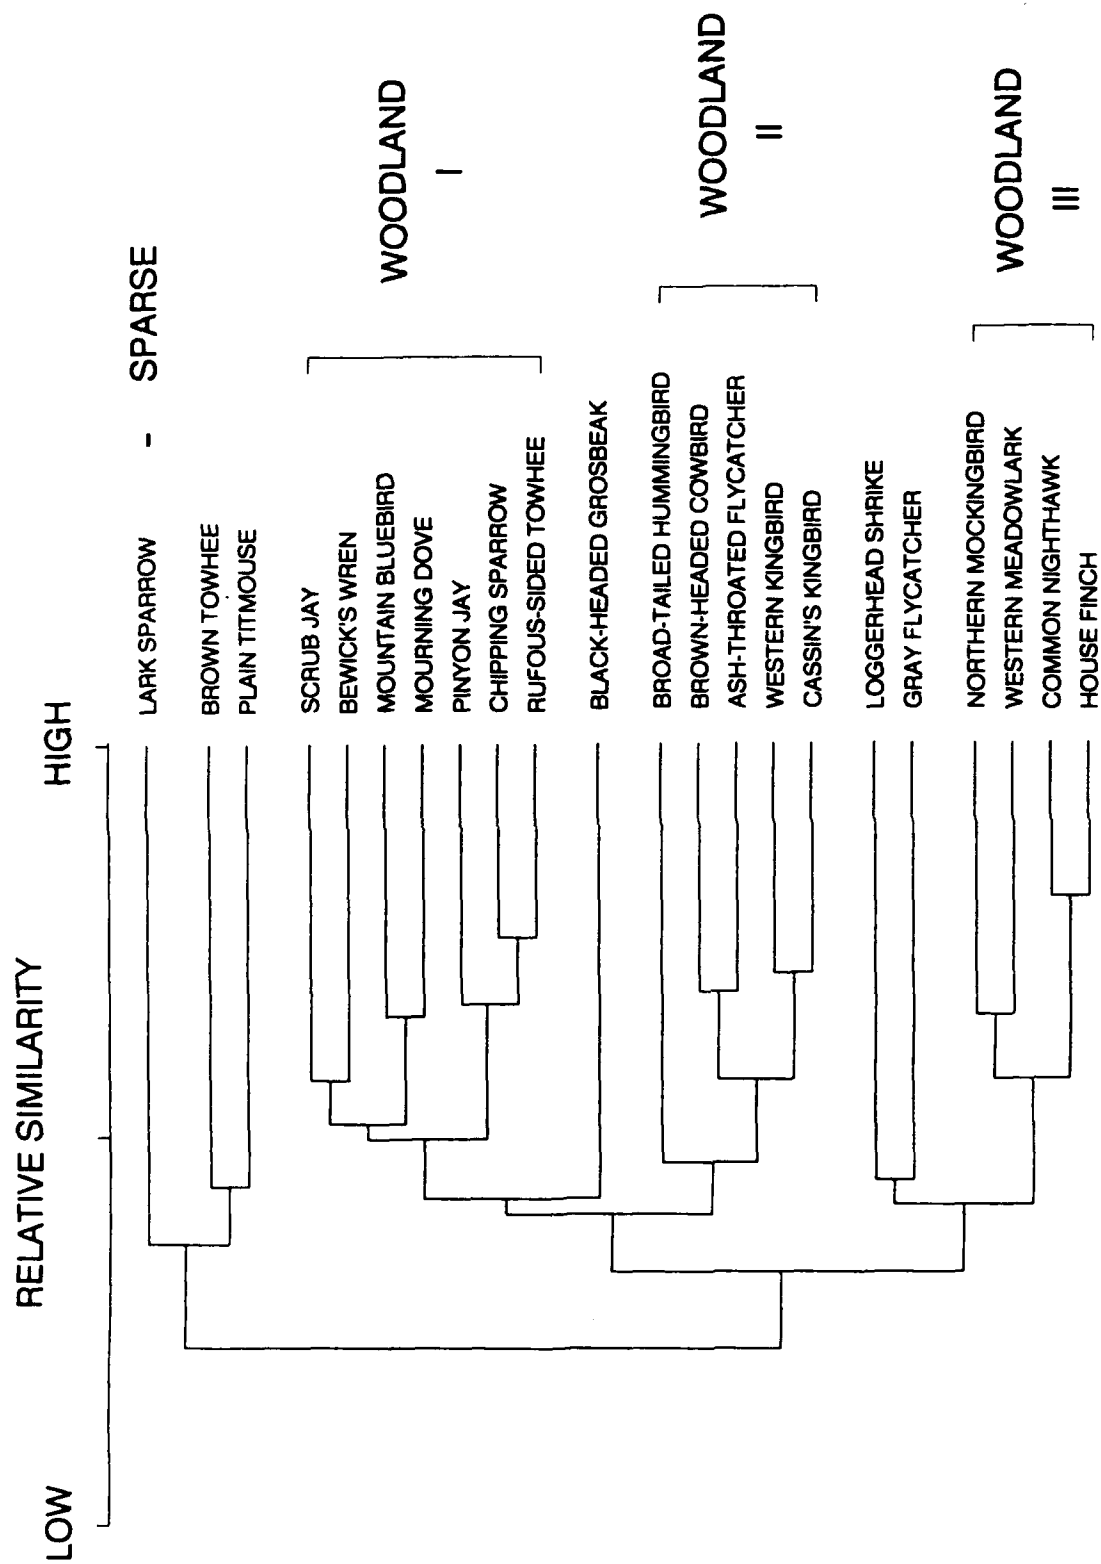 RELATIVE SIMILARITY
LOW
HIGH
LARK SPARROW - SPARSE
BROWN TOWHEE
PLAIN TITMOUSE
SCRUB JAY
BEWICK'S WREN
MOUNTAIN BLUEBIRD
MOURNING DOVE
PINYON JAY
CHIPPING SPARROW
RUFOUS-SIDED TOWHEE
WOODLAND
I
BLACK-HEADED GROSBEAK
BROAD-TAILED HUMMINGBIRD
BROWN-HEADED COWBIRD
ASH-THROATED FLYCATCHER
WESTERN KINGBIRD
CASSIN'S KINGBIRD
WOODLAND
II
LOGGERHEAD SHRIKE
GRAY FLYCATCHER
NORTHERN MOCKINGBIRD
WESTERN MEADOWLARK
COMMON NIGHTHAWK
HOUSE FINCH
WOODLAND
III